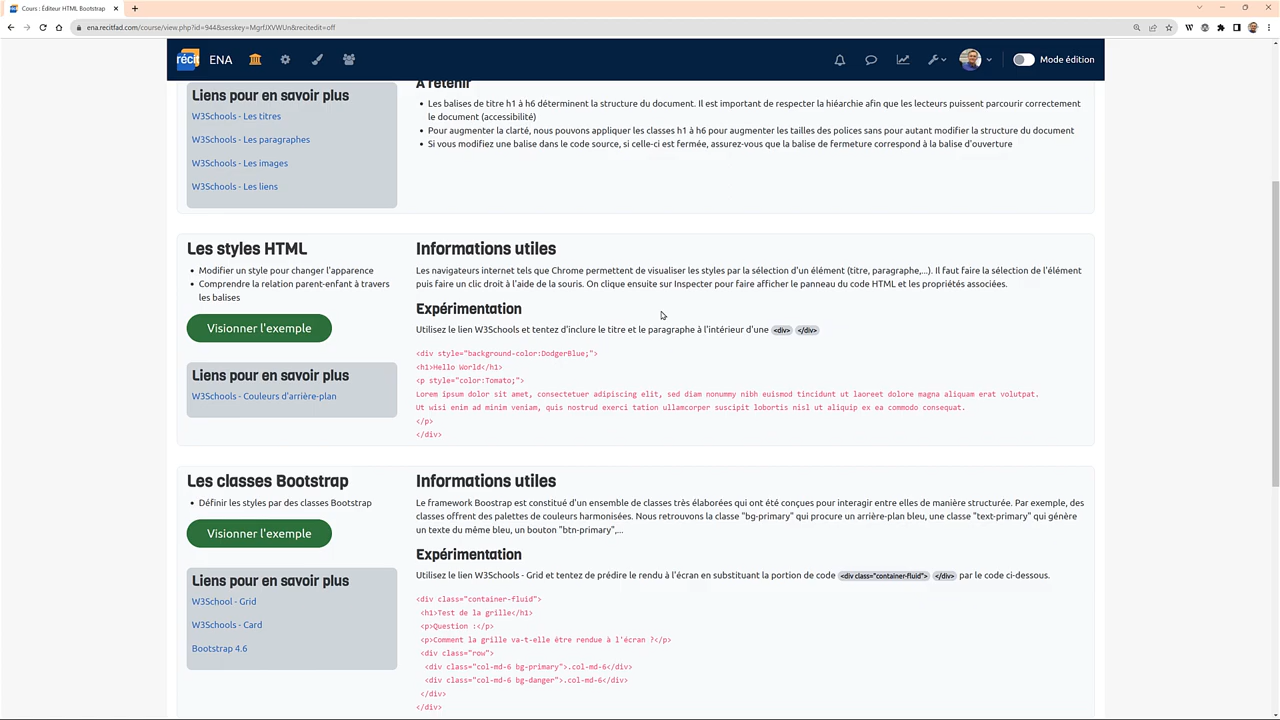 Cours : Éditeur HTML Bootstrap
ena.recitfad.com/course/view.php?id=944&sesskey=MgrfJXVWUn&recitedit=off
récit
ENA
Mode édition
Liens pour en savoir plus
W3Schools - Les titres
W3Schools - Les paragraphes
W3Schools - Les images
W3Schools - Les liens
À retenir
Les balises de titre h1 à h6 déterminent la structure du document. Il est important de respecter la hiéarchie afin que les lecteurs puissent parcourir correctement
le document (accessibilité)
Pour augmenter la clarté, nous pouvons appliquer les classes h1 à h6 pour augmenter les tailles des polices sans pour autant modifier la structure du document
Si vous modifiez une balise dans le code source, si celle-ci est fermée, assurez-vous que la balise de fermeture correspond à la balise d'ouverture
Les styles HTML
Modifier un style pour changer l'apparence
Comprendre la relation parent-enfant à travers
les balises
Visionner l'exemple
Liens pour en savoir plus
W3Schools - Couleurs d'arrière-plan
Informations utiles
Les navigateurs internet tels que Chrome permettent de visualiser les styles par la sélection d'un élément (titre, paragraphe,...). Il faut faire la sélection de l'élément
puis faire un clic droit à l'aide de la souris. On clique ensuite sur Inspecter pour faire afficher le panneau du code HTML et les propriétés associées.
Expérimentation
Utilisez le lien W3Schools et tentez d'inclure le titre et le paragraphe à l'intérieur d'une <div> </div>
<div style="background-color:DodgerBlue;">
<h1>Hello World</h1>
<p style="color:Tomato;">
Lorem ipsum dolor sit amet, consectetuer adipiscing elit, sed diam nonummy nibh euismod tincidunt ut laoreet dolore magna aliquam erat volutpat.
Ut wisi enim ad minim veniam, quis nostrud exerci tation ullamcorper suscipit lobortis nisl ut aliquip ex ea commodo consequat.
</p>
</div>
Les classes Bootstrap
Définir les styles par des classes Bootstrap
Visionner l'exemple
Liens pour en savoir plus
W3School - Grid
W3Schools - Card
Bootstrap 4.6
Informations utiles
Le framework Boostrap est constitué d'un ensemble de classes très élaborées qui ont été conçues pour interagir entre elles de manière structurée. Par exemple, des
classes offrent des palettes de couleurs harmonisées. Nous retrouvons la classe "bg-primary" qui procure un arrière-plan bleu, une classe "text-primary" qui génère
un texte du même bleu, un bouton "btn-primary",...
Expérimentation
Utilisez le lien W3Schools - Grid et tentez de prédire le rendu à l'écran en substituant la portion de code <div class="container-fluid"> </div> par le code ci-dessous.
<div class="container-fluid">
<h1>Test de la grille</h1>
<p>Question :</p>
<p>Comment la grille va-t-elle être rendue à l'écran ?</p>
<div class="row">
<div class="col-md-6 bg-primary">.col-md-6</div>
<div class="col-md-6 bg-danger">.col-md-6</div>
</div>
</div>